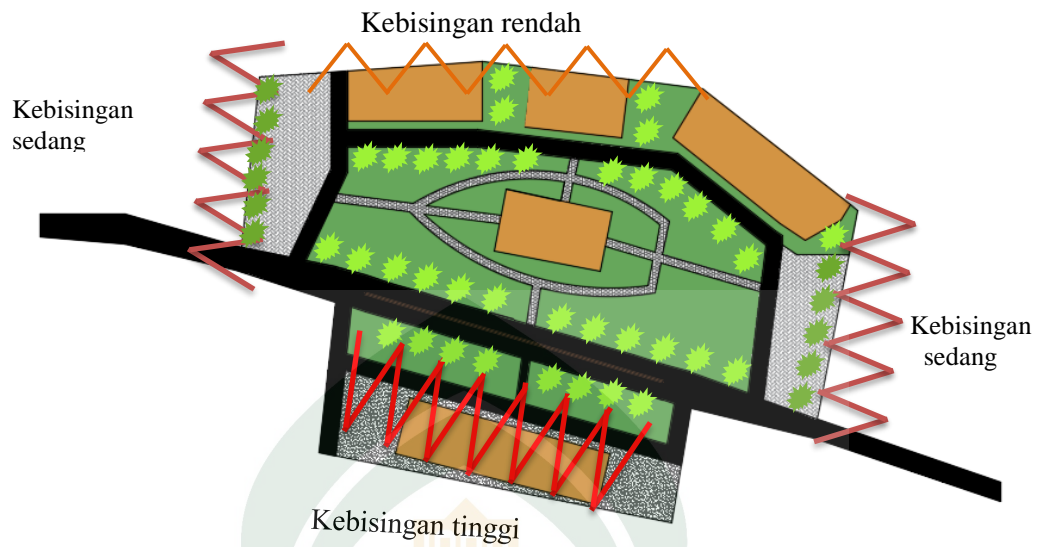 Kebisingan rendah
Kebisingan
sedang
Kebisingan
sedang
Kebisingan tinggi